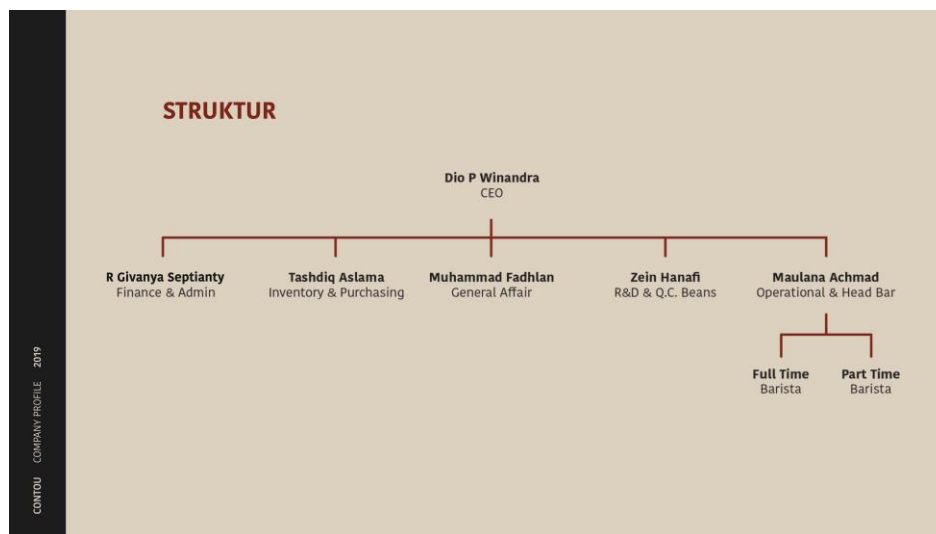 STRUKTUR
Dio P Winandra
CEO
R Givanya Septianty
Finance & Admin
Tashdiq Aslama
Inventory & Purchasing
Muhammad Fadhlan
General Affair
Zein Hanafi
R&D & Q.C. Beans
Maulana Achmad
Operational & Head Bar
Full Time
Barista
Part Time
Barista
CONTOU COMPANY PROFILE 2019